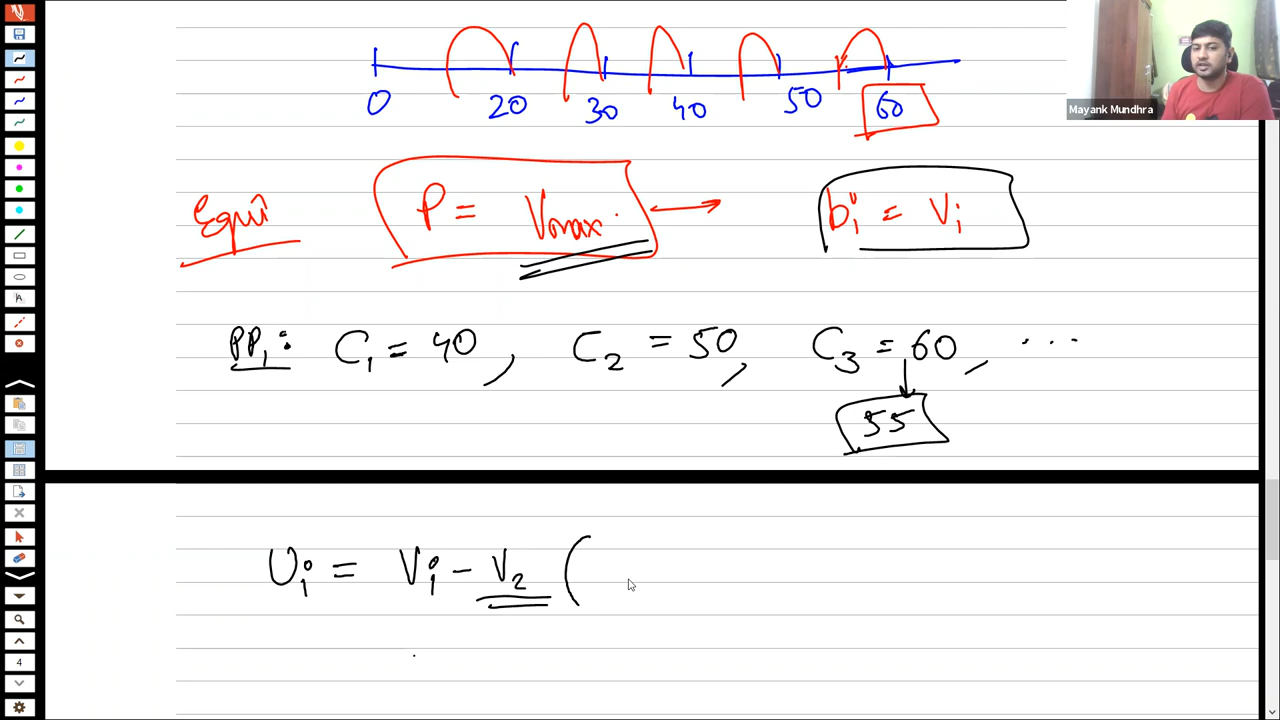 0 20 30 40 50 60
Mayank Mundhra
Equi P = Vmax. → bi = Vi
PP1: C1 = 40, C2 = 50, C3 = 60, ...
55
Ui = Vi - V2 (
4